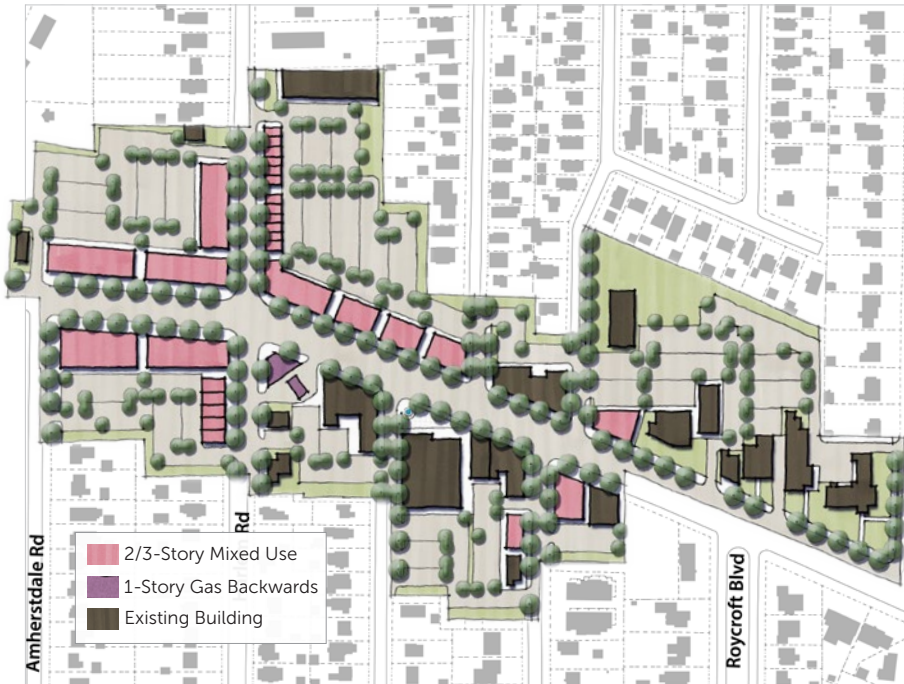 2/3-Story Mixed Use
1-Story Gas Backwards
Existing Building
Amherstdale Rd
Rd
Roycroft Blvd